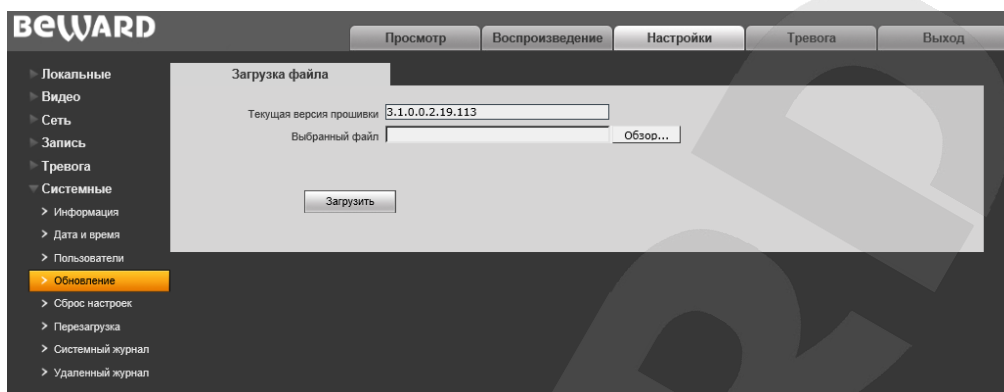 BEWARD
Просмотр Воспроизведение Настройки Тревога Выход
Локальные
Видео
Сеть
Запись
Тревога
Системные
Информация
Дата и время
Пользователи
Обновление
Сброс настроек
Перезагрузка
Системный журнал
Удаленный журнал
Загрузка файла
Текущая версия прошивки 3.1.0.0.2.19.113
Выбранный файл Обзор...
Загрузить